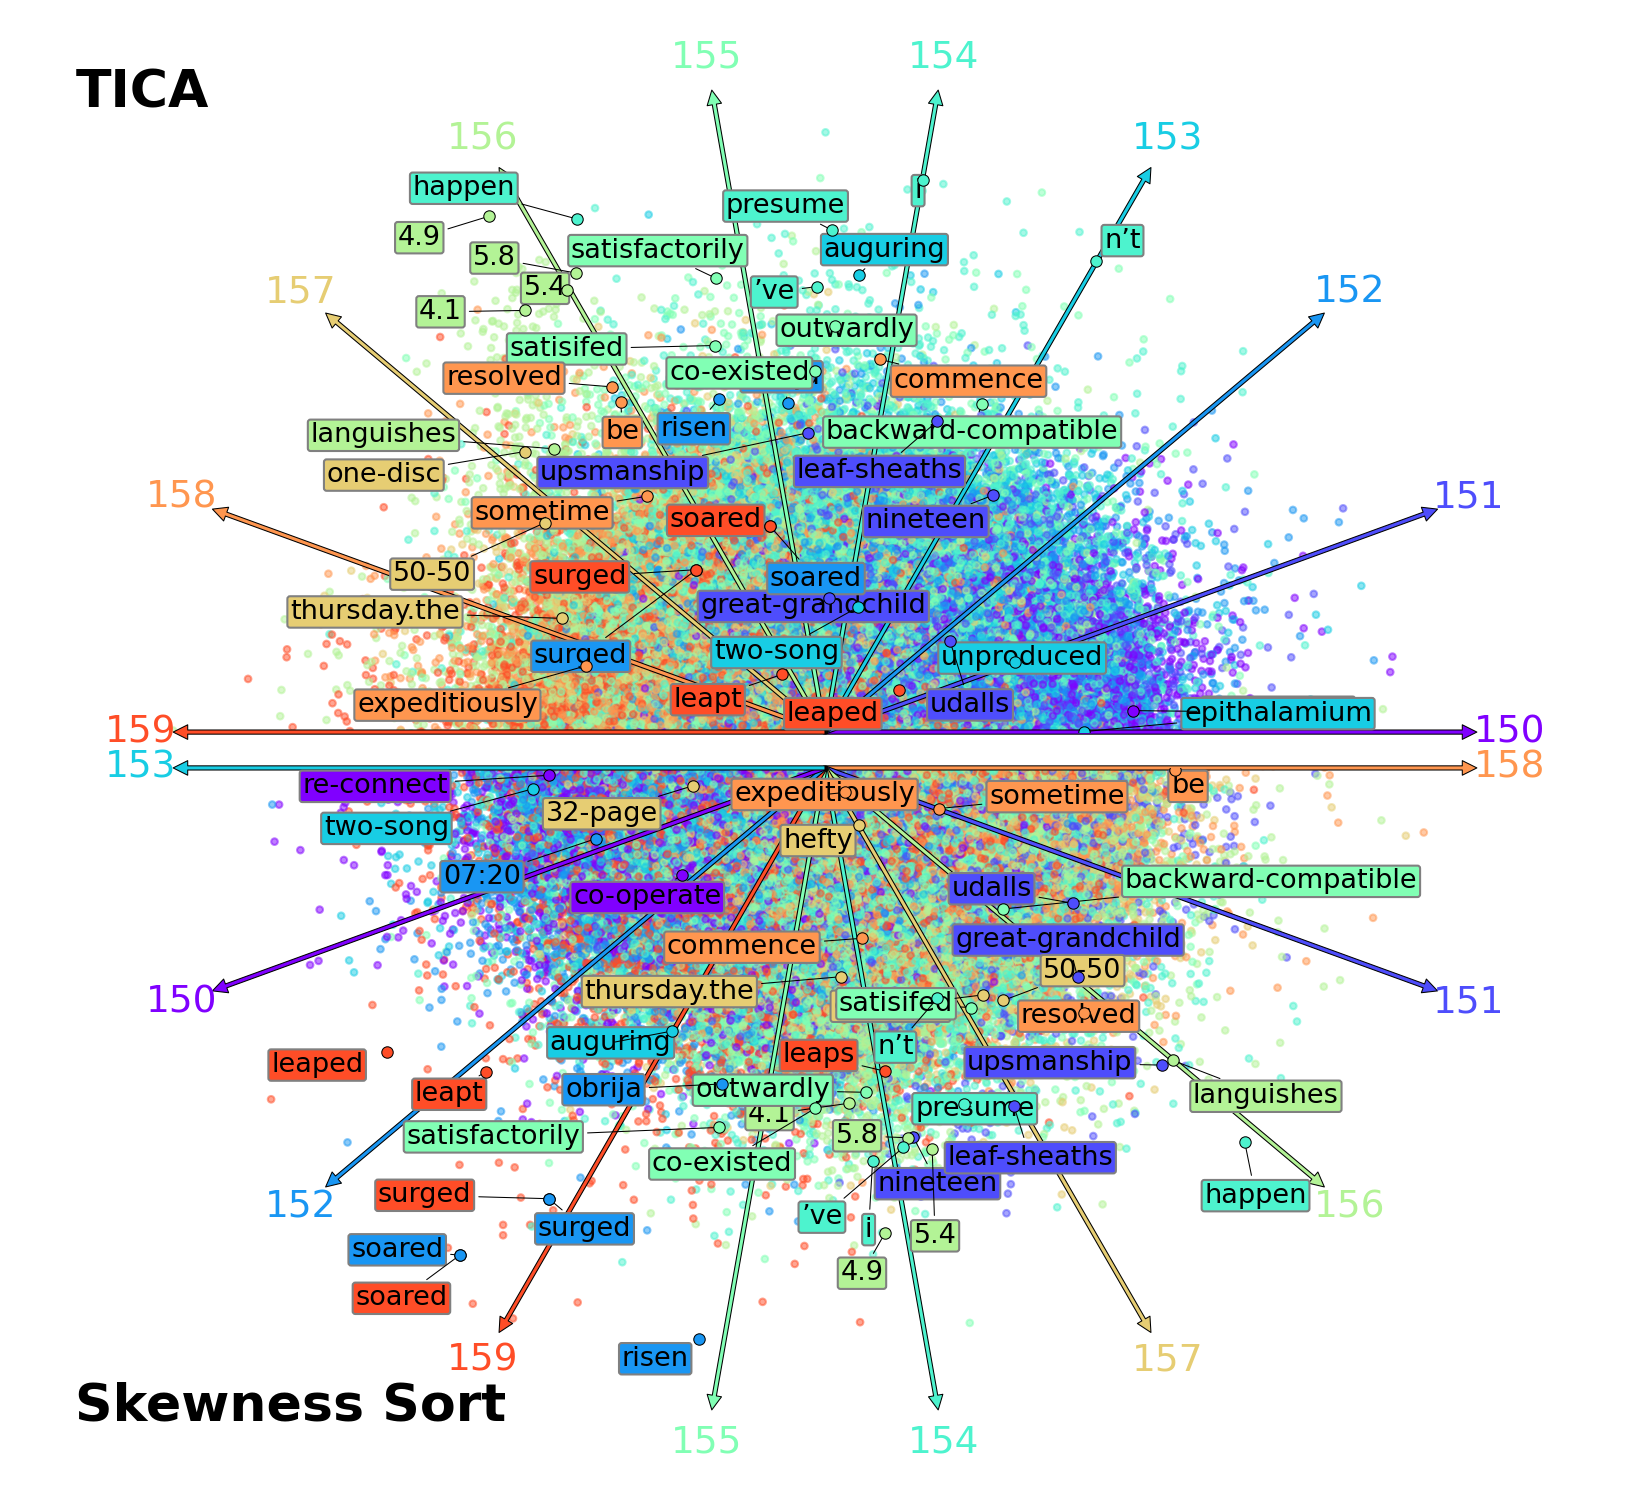 155
154
TICA
156
153
happen
presume
i
4.9
satisfactorily
auguring
n't
5.8
5.4
've
157
152
4.1
outwardly
satisifed
resolved
co-existed
commence
languishes
be
risen
backward-compatible
one-disc
upsmanship
leaf-sheaths
158
151
sometime
soared
nineteen
50-50
surged
soared
thursday.the
great-grandchild
surged
two-song
unproduced
expeditiously
leapt
leaped
udalls
epithalamium
159
150
153
158
re-connect
expeditiously
sometime
be
two-song
32-page
hefty
07:20
co-operate
udalls
backward-compatible
commence
great-grandchild
50-50
150
thursday.the
satisifed
resolved
151
leaped
auguring
leaps
n't
upsmanship
leapt
obrija
outwardly
4.1
presume
languishes
satisfactorily
5.8
co-existed
leaf-sheaths
152
surged
nineteen
happen
156
surged
've
i
5.4
soared
4.9
soared
159
risen
157
Skewness Sort
155
154